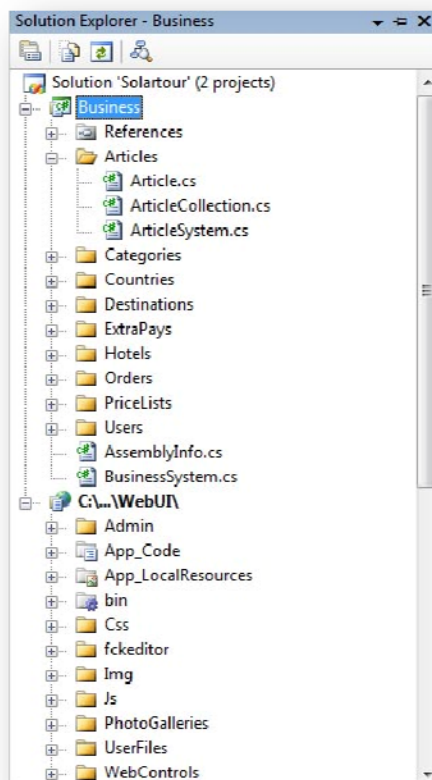 Solution Explorer - Business
Solution 'Solartour' (2 projects)
Business
References
Articles
Article.cs
ArticleCollection.cs
ArticleSystem.cs
Categories
Countries
Destinations
ExtraPays
Hotels
Orders
PriceLists
Users
AssemblyInfo.cs
BusinessSystem.cs
C:\...\WebUI\
Admin
App_Code
App_LocalResources
bin
Css
fckeditor
Img
Js
PhotoGalleries
UserFiles
WebControls